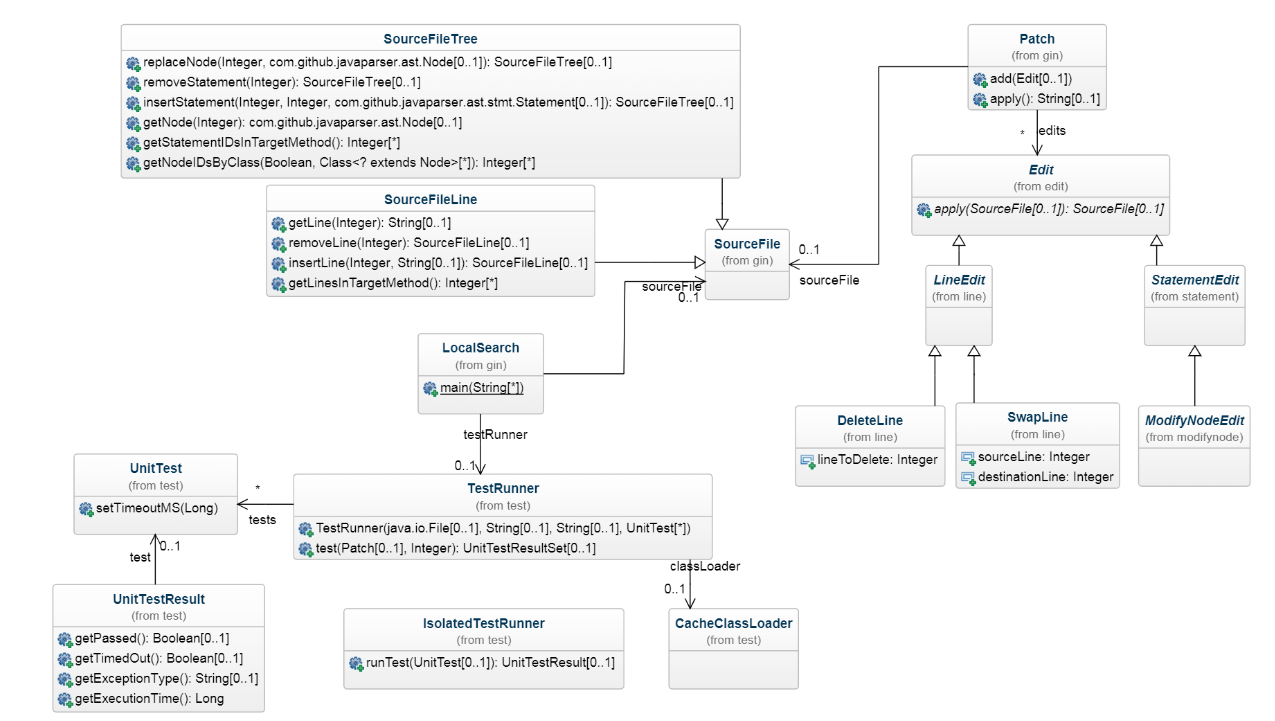 SourceFileTree
replaceNode(Integer, com.github.javaparser.ast.Node[0..1]): SourceFileTree[0..1]
removeStatement(Integer): SourceFileTree[0..1]
insertStatement(Integer, Integer, com.github.javaparser.ast.stmt.Statement[0..1]): SourceFileTree[0..1]
getNode(Integer): com.github.javaparser.ast.Node[0..1]
getStatementIDsInTargetMethod(): Integer[*]
getNodeIDsByClass(Boolean, Class<? extends Node>[*]): Integer[*]
Patch
(from gin)
add(Edit[0..1])
apply(): String[0..1]
* edits
Edit
(from edit)
apply(SourceFile[0..1]): SourceFile[0..1]
SourceFileLine
getLine(Integer): String[0..1]
removeLine(Integer): SourceFileLine[0..1]
insertLine(Integer, String[0..1]): SourceFileLine[0..1]
getLinesInTargetMethod(): Integer[*]
SourceFile
(from gin)
0..1
sourceFile
sourceFile
0..1
LineEdit
(from line)
StatementEdit
(from statement)
LocalSearch
(from gin)
main(String[*])
testRunner
0..1
DeleteLine
(from line)
lineToDelete: Integer
SwapLine
(from line)
sourceLine: Integer
destinationLine: Integer
ModifyNodeEdit
(from modifynode)
UnitTest
(from test)
setTimeoutMS(Long)
*
tests
TestRunner
(from test)
TestRunner(java.io.File[0..1], String[0..1], String[0..1], UnitTest[*])
test(Patch[0..1], Integer): UnitTestResultSet[0..1]
0..1
test
classLoader
0..1
UnitTestResult
(from test)
getPassed(): Boolean[0..1]
getTimedOut(): Boolean[0..1]
getExceptionType(): String[0..1]
getExecutionTime(): Long
IsolatedTestRunner
(from test)
runTest(UnitTest[0..1]): UnitTestResult[0..1]
CacheClassLoader
(from test)